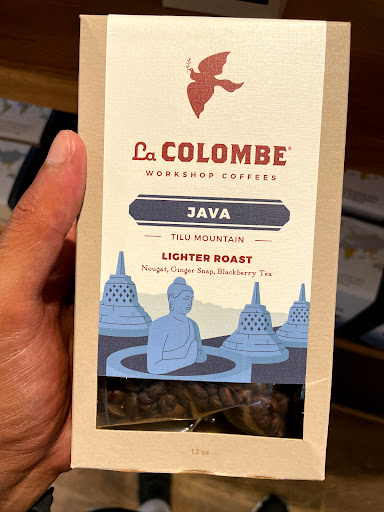 La COLOMBE®
WORKSHOP COFFEES
JAVA
TILU MOUNTAIN
LIGHTER ROAST
Nougat, Ginger Snap, Blackberry Tea
12 oz